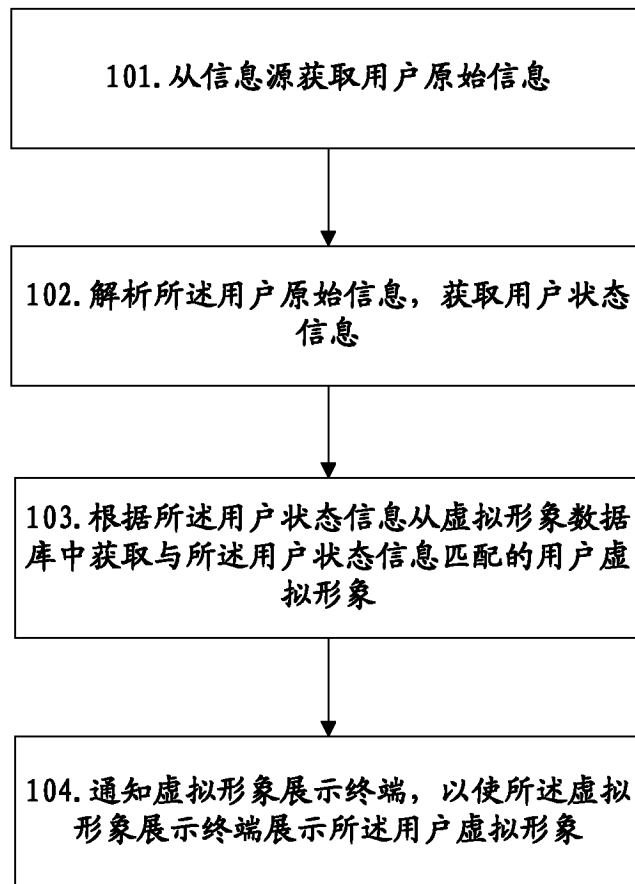 101.从信息源获取用户原始信息
102.解析所述用户原始信息，获取用户状态
信息
103.根据所述用户状态信息从虚拟形象数据
库中获取与所述用户状态信息匹配的用户虚
拟形象
104.通知虚拟形象展示终端，以使所述虚拟
形象展示终端展示所述用户虚拟形象